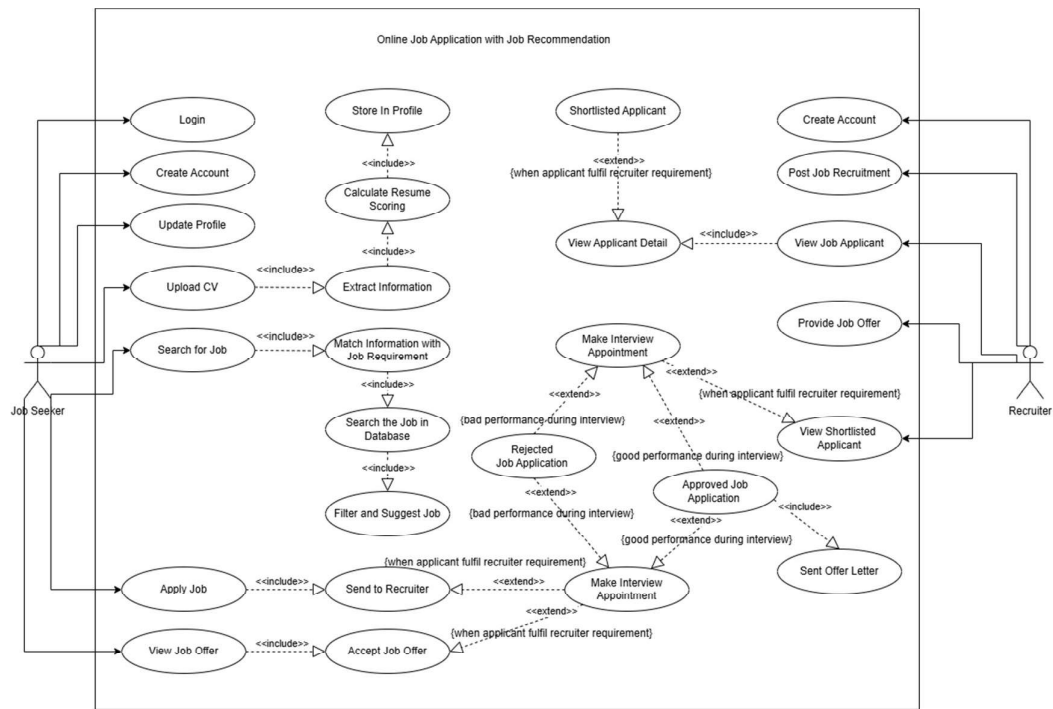 Online Job Application with Job Recommendation
Login
Store In Profile
Shortlisted Applicant
Create Account
<<include>>
<<extend>>
{when applicant fulfil recruiter requirement}
Create Account
Calculate Resume
Scoring
Post Job Recruitment
Update Profile
<<include>>
View Applicant Detail
<<include>>
View Job Applicant
Upload CV
<<include>>
Extract Information
Provide Job Offer
Search for Job
<<include>>
Match Information with
Job Requirement
Make Interview
Appointment
<<extend>>
{when applicant fulfil recruiter requirement}
Job Seeker
Recruiter
<<include>>
<<extend>>
{bad performance during interview}
<<extend>>
{good performance during interview}
Search the Job in
Database
View Shortlisted
Applicant
Rejected
Job Application
<<include>>
Approved Job
Application
<<extend>>
{bad performance during interview}
<<extend>>
{good performance during interview}
<<include>>
Filter and Suggest Job
Sent Offer Letter
{when applicant fulfil recruiter requirement}
Apply Job
<<include>>
Send to Recruiter
<<extend>>
Make Interview
Appointment
<<extend>>
{when applicant fulfil recruiter requirement}
View Job Offer
<<include>>
Accept Job Offer